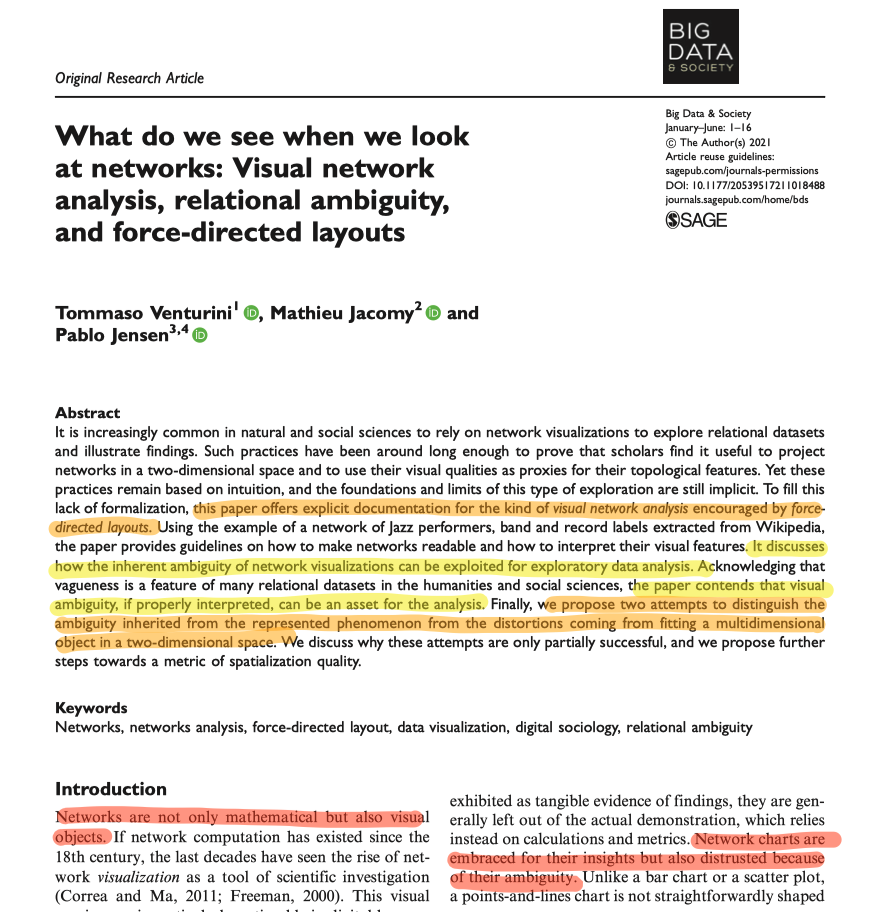 BIG
DATA
& SOCIETY
Original Research Article
Big Data & Society
January–June: 1–16
© The Author(s) 2021
Article reuse guidelines:
sagepub.com/journals-permissions
DOI: 10.1177/20539517211018488
journals.sagepub.com/home/bds
SAGE
What do we see when we look
at networks: Visual network
analysis, relational ambiguity,
and force-directed layouts
Tommaso Venturini1 iD, Mathieu Jacomy2 iD and
Pablo Jensen3,4 iD
Abstract
It is increasingly common in natural and social sciences to rely on network visualizations to explore relational datasets
and illustrate findings. Such practices have been around long enough to prove that scholars find it useful to project
networks in a two-dimensional space and to use their visual qualities as proxies for their topological features. Yet these
practices remain based on intuition, and the foundations and limits of this type of exploration are still implicit. To fill this
lack of formalization, this paper offers explicit documentation for the kind of visual network analysis encouraged by force-
directed layouts. Using the example of a network of Jazz performers, band and record labels extracted from Wikipedia,
the paper provides guidelines on how to make networks readable and how to interpret their visual features. It discusses
how the inherent ambiguity of network visualizations can be exploited for exploratory data analysis. Acknowledging that
vagueness is a feature of many relational datasets in the humanities and social sciences, the paper contends that visual
ambiguity, if properly interpreted, can be an asset for the analysis. Finally, we propose two attempts to distinguish the
ambiguity inherited from the represented phenomenon from the distortions coming from fitting a multidimensional
object in a two-dimensional space. We discuss why these attempts are only partially successful, and we propose further
steps towards a metric of spatialization quality.
Keywords
Networks, networks analysis, force-directed layout, data visualization, digital sociology, relational ambiguity
Introduction
Networks are not only mathematical but also visual
objects. If network computation has existed since the
18th century, the last decades have seen the rise of net-
work visualization as a tool of scientific investigation
(Correa and Ma, 2011; Freeman, 2000). This visual
exhibited as tangible evidence of findings, they are gen-
erally left out of the actual demonstration, which relies
instead on calculations and metrics. Network charts are
embraced for their insights but also distrusted because
of their ambiguity. Unlike a bar chart or a scatter plot,
a points-and-lines chart is not straightforwardly shaped